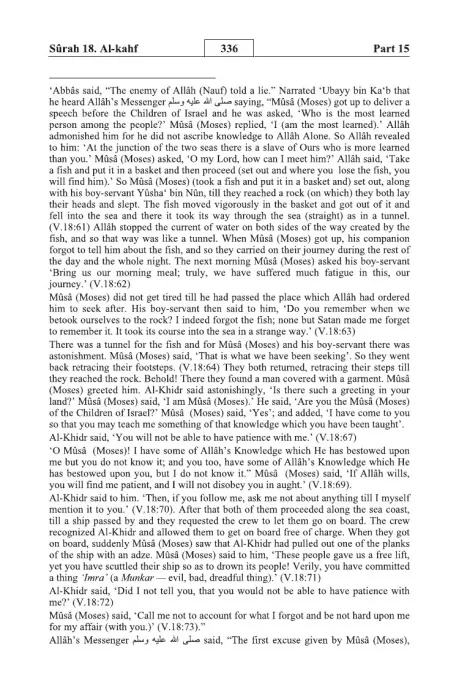 Sûrah 18. Al-kahf 336 Part 15
‘Abbâs said, “The enemy of Allâh (Nauf) told a lie.” Narrated ‘Ubayy bin Ka‘b that
he heard Allâh’s Messenger صلى الله عليه وسلم saying, “Mûsâ (Moses) got up to deliver a
speech before the Children of Israel and he was asked, ‘Who is the most learned
person among the people?’ Mûsâ (Moses) replied, ‘I (am the most learned).’ Allâh
admonished him for he did not ascribe knowledge to Allâh Alone. So Allâh revealed
to him: ‘At the junction of the two seas there is a slave of Ours who is more learned
than you.’ Mûsâ (Moses) asked, ‘O my Lord, how can I meet him?’ Allâh said, ‘Take
a fish and put it in a basket and then proceed (set out and where you lose the fish, you
will find him).’ So Mûsâ (Moses) (took a fish and put it in a basket and) set out, along
with his boy-servant Yûsha‘ bin Nûn, till they reached a rock (on which) they both lay
their heads and slept. The fish moved vigorously in the basket and got out of it and
fell into the sea and there it took its way through the sea (straight) as in a tunnel.
(V.18:61) Allâh stopped the current of water on both sides of the way created by the
fish, and so that way was like a tunnel. When Mûsâ (Moses) got up, his companion
forgot to tell him about the fish, and so they carried on their journey during the rest of
the day and the whole night. The next morning Mûsâ (Moses) asked his boy-servant
‘Bring us our morning meal; truly, we have suffered much fatigue in this, our
journey.’ (V.18:62)
Mûsâ (Moses) did not get tired till he had passed the place which Allâh had ordered
him to seek after. His boy-servant then said to him, ‘Do you remember when we
betook ourselves to the rock? I indeed forgot the fish; none but Satan made me forget
to remember it. It took its course into the sea in a strange way.’ (V.18:63)
There was a tunnel for the fish and for Mûsâ (Moses) and his boy-servant there was
astonishment. Mûsâ (Moses) said, ‘That is what we have been seeking’. So they went
back retracing their footsteps. (V.18:64) They both returned, retracing their steps till
they reached the rock. Behold! There they found a man covered with a garment. Mûsâ
(Moses) greeted him. Al-Khidr said astonishingly, ‘Is there such a greeting in your
land?’ Mûsâ (Moses) said, ‘I am Mûsâ (Moses).’ He said, ‘Are you the Mûsâ (Moses)
of the Children of Israel?’ Mûsâ (Moses) said, ‘Yes’; and added, ‘I have come to you
so that you may teach me something of that knowledge which you have been taught’.
Al-Khidr said, ‘You will not be able to have patience with me.’ (V.18:67)
‘O Mûsâ (Moses)! I have some of Allâh’s Knowledge which He has bestowed upon
me but you do not know it; and you too, have some of Allâh’s Knowledge which He
has bestowed upon you, but I do not know it.” Mûsâ (Moses) said, ‘If Allâh wills,
you will find me patient, and I will not disobey you in aught.’ (V.18:69).
Al-Khidr said to him. ‘Then, if you follow me, ask me not about anything till I myself
mention it to you.’ (V.18:70). After that both of them proceeded along the sea coast,
till a ship passed by and they requested the crew to let them go on board. The crew
recognized Al-Khidr and allowed them to get on board free of charge. When they got
on board, suddenly Mûsâ (Moses) saw that Al-Khidr had pulled out one of the planks
of the ship with an adze. Mûsâ (Moses) said to him, ‘These people gave us a free lift,
yet you have scuttled their ship so as to drown its people! Verily, you have committed
a thing ‘Imra’ (a Munkar — evil, bad, dreadful thing).’ (V.18:71)
Al-Khidr said, ‘Did I not tell you, that you would not be able to have patience with
me?’ (V.18:72)
Mûsâ (Moses) said, ‘Call me not to account for what I forgot and be not hard upon me
for my affair (with you.)’ (V.18:73).”
Allâh’s Messenger صلى الله عليه وسلم said, “The first excuse given by Mûsâ (Moses),